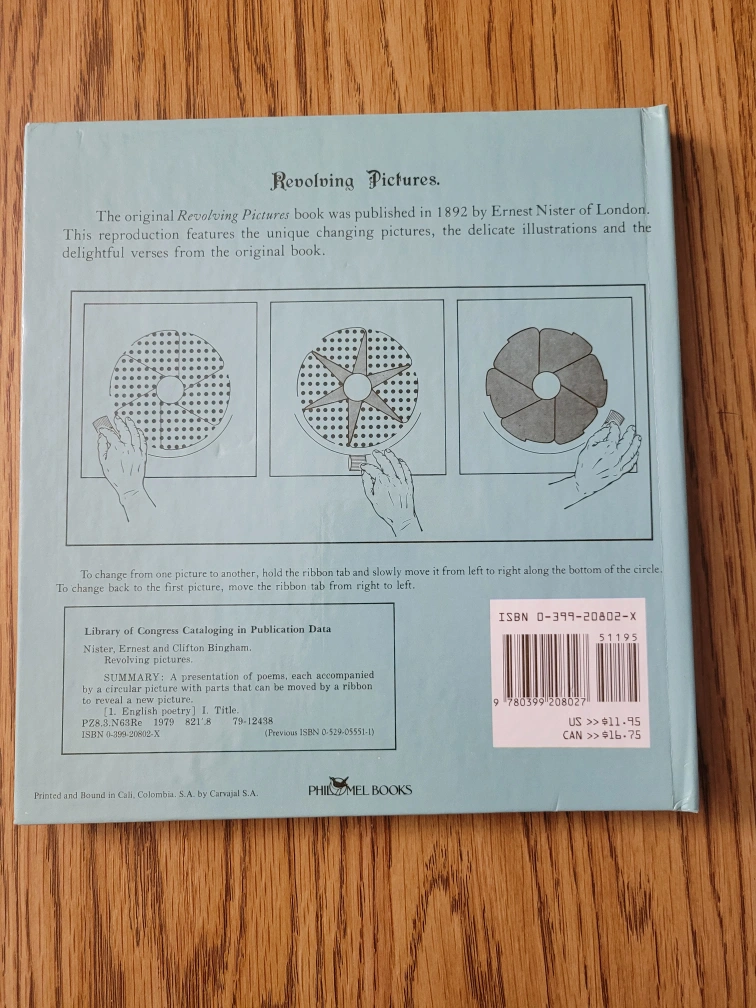 Revolving Pictures.
The original Revolving Pictures book was published in 1892 by Ernest Nister of London.
This reproduction features the unique changing pictures, the delicate illustrations and the
delightful verses from the original book.
To change from one picture to another, hold the ribbon tab and slowly move it from left to right along the bottom of the circle.
To change back to the first picture, move the ribbon tab from right to left.
Library of Congress Cataloging in Publication Data
Nister, Ernest and Clifton Bingham.
Revolving pictures.
SUMMARY: A presentation of poems, each accompanied
by a circular picture with parts that can be moved by a ribbon
to reveal a new picture.
[1. English poetry] I. Title.
PZ8.3.N63Re 1979 821'.8 79-12438
ISBN 0-399-20802-X (Previous ISBN 0-529-05551-1)
ISBN 0-399-20802-X
51195
9 780399 208027
US >> $11.95
CAN >> $16.75
Printed and Bound in Cali, Colombia, S.A. by Carvajal S.A.
PHILOMEL BOOKS